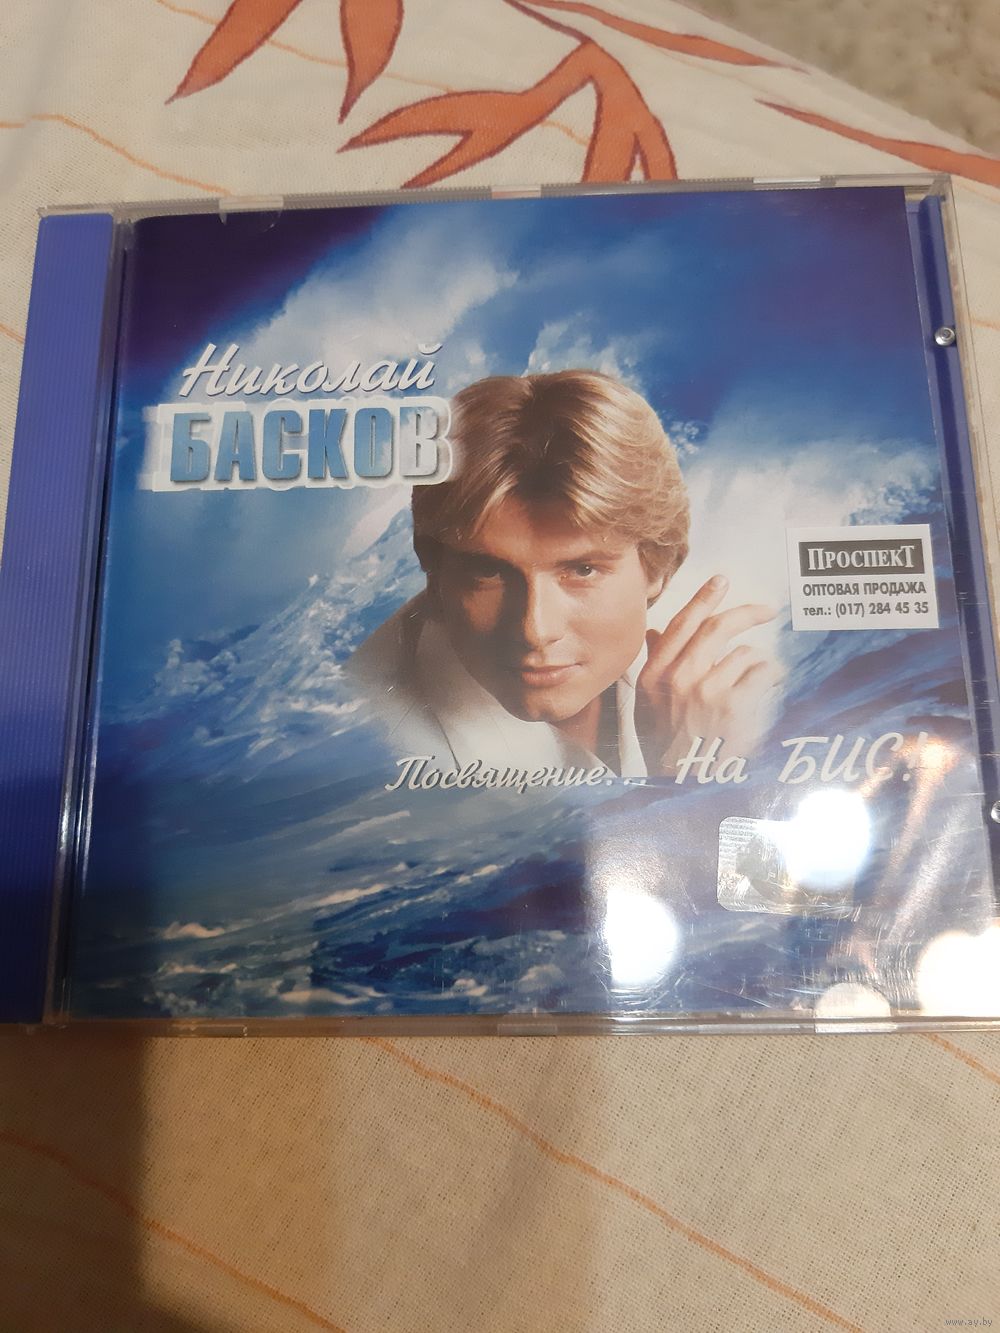 Николай
БАСКОВ
ПРОСПЕКТ
ОПТОВАЯ ПРОДАЖА
тел.: (017) 284 45 35
Посвящение... На БИС!
www.ay.by